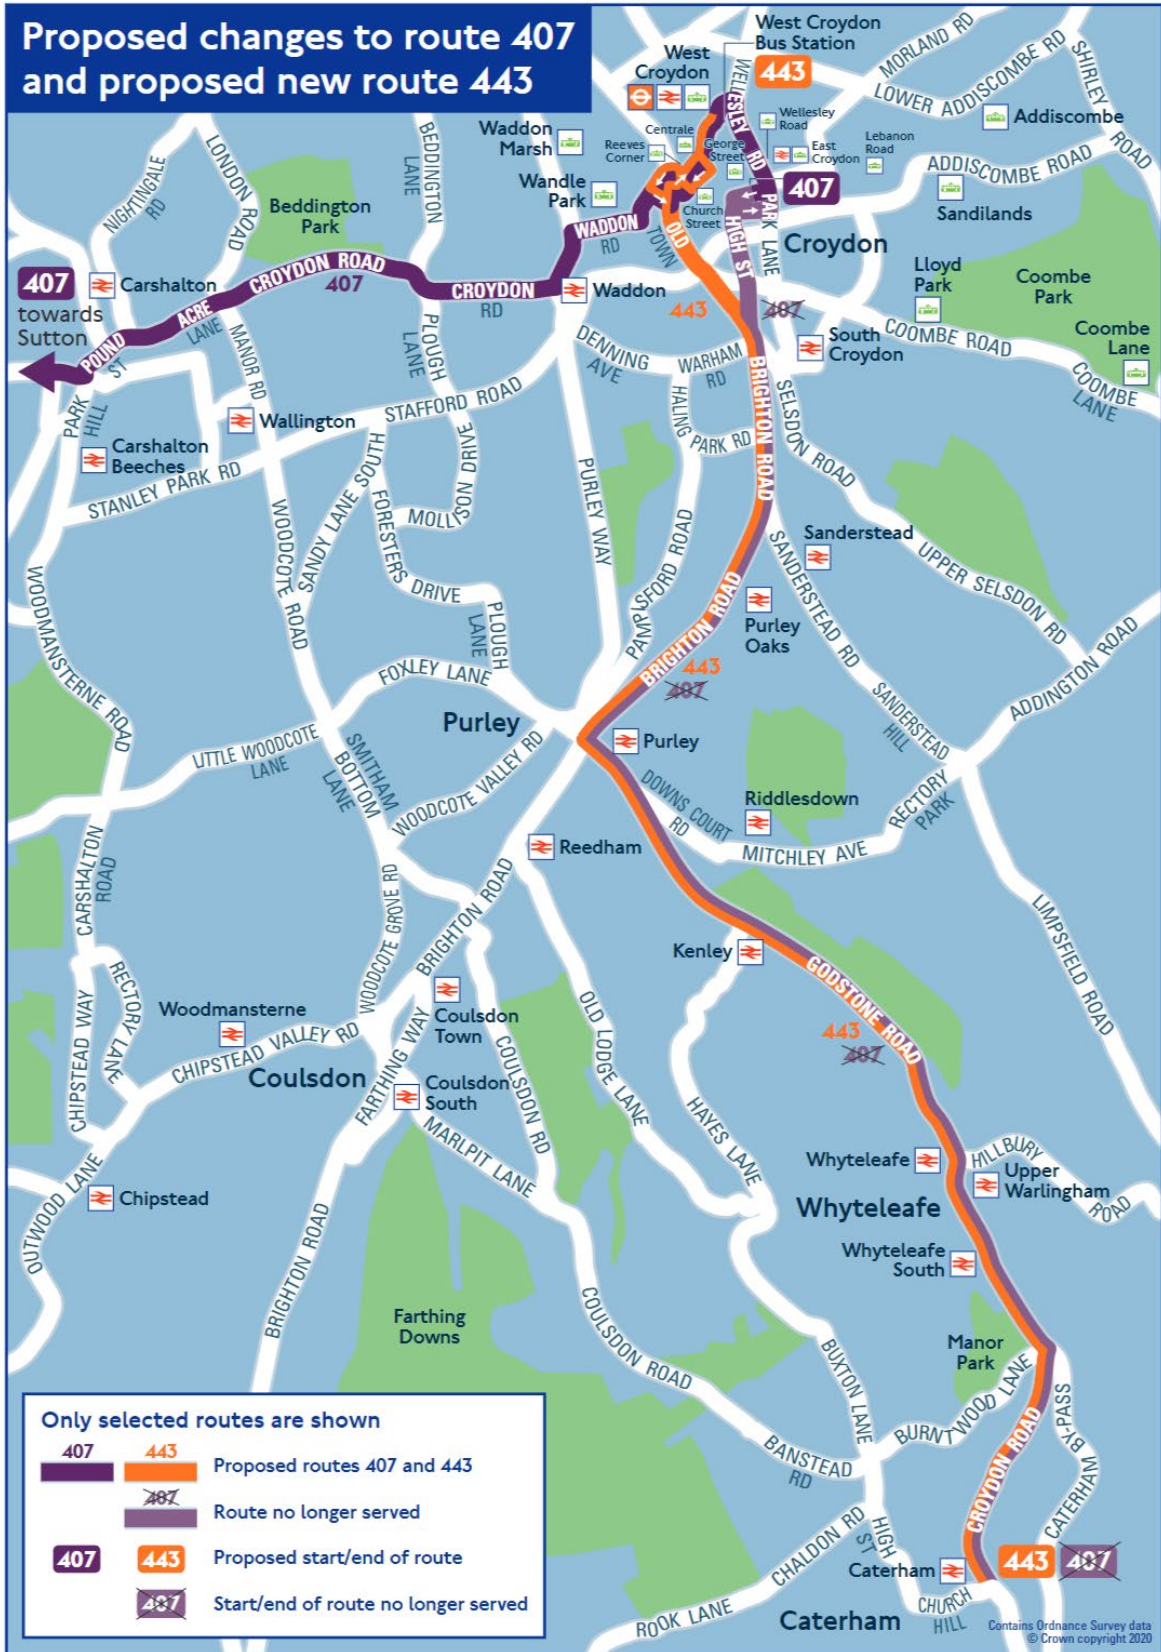 Proposed changes to route 407
and proposed new route 443
West Croydon
Bus Station
443
West
Croydon
MORLAND RD
LOWER ADDISCOMBE RD
SHIRLEY ROAD
Addiscombe
WELLESLEY RD
Wellesley
Road
Centrale
George
Street
East
Croydon
Lebanon
Road
ADDISCOMBE ROAD
Sandilands
Waddon
Marsh
Reeves
Corner
Wandle
Park
Church
Street
407
PARK LANE
HIGH ST
Croydon
NIGHTINGALE
RD
LONDON ROAD
BEDDINGTON
LANE
Beddington
Park
WADDON
RD
OLD
TOWN
Lloyd
Park
Coombe
Park
Coombe
Lane
407
towards
Sutton
Carshalton
CROYDON ROAD
407
CROYDON
RD
Waddon
443
407
South
Croydon
COOMBE ROAD
COOMBE
LANE
POUND
ST
ACRE
LANE
MANOR RD
PLOUGH
LANE
DENNING
AVE
WARHAM
RD
BRIGHTON ROAD
SELSDON ROAD
PARK
HILL
Wallington
STAFFORD ROAD
HALING PARK RD
Carshalton
Beeches
STANLEY PARK RD
MOLLISON DRIVE
PURLEY WAY
WOODCOTE ROAD
SANDY LANE SOUTH
FORESTERS DRIVE
PLOUGH
LANE
PAMPISFORD ROAD
Sanderstead
SANDERSTEAD RD
UPPER SELSDON RD
Purley
Oaks
BRIGHTON ROAD
443
407
SANDERSTEAD
HILL
ADDINGTON ROAD
WOODMANSTERNE ROAD
FOXLEY LANE
Purley
Purley
LITTLE WOODCOTE
LANE
SMITHAM
BOTTOM
LANE
WOODCOTE VALLEY RD
DOWNS COURT
RD
Riddlesdown
RECTORY
PARK
MITCHLEY AVE
Reedham
CARSHALTON
ROAD
WOODCOTE GROVE RD
BRIGHTON ROAD
LIMPSFIELD ROAD
Kenley
GODSTONE ROAD
443
407
CHIPSTEAD WAY
RECTORY LANE
Woodmansterne
CHIPSTEAD VALLEY RD
Coulsdon
Coulsdon
Town
FARTHING WAY
Coulsdon
South
COULSDON RD
OLD LODGE LANE
HAYES LANE
MARLPIT LANE
Whyteleafe
HILLBURY
ROAD
Upper
Warlingham
Whyteleafe
Whyteleafe
South
OUTWOOD LANE
Chipstead
BRIGHTON ROAD
Farthing
Downs
COULSDON ROAD
Manor
Park
BUXTON LANE
BURNTWOOD LANE
CROYDON ROAD
CATERHAM BY-PASS
BANSTEAD
RD
CHALDON RD
HIGH
ST
ROOK LANE
Caterham
443
407
CHURCH
HILL
Caterham
Only selected routes are shown
407
443
Proposed routes 407 and 443
407
Route no longer served
407
443
Proposed start/end of route
407
Start/end of route no longer served
Contains Ordnance Survey data
© Crown copyright 2020